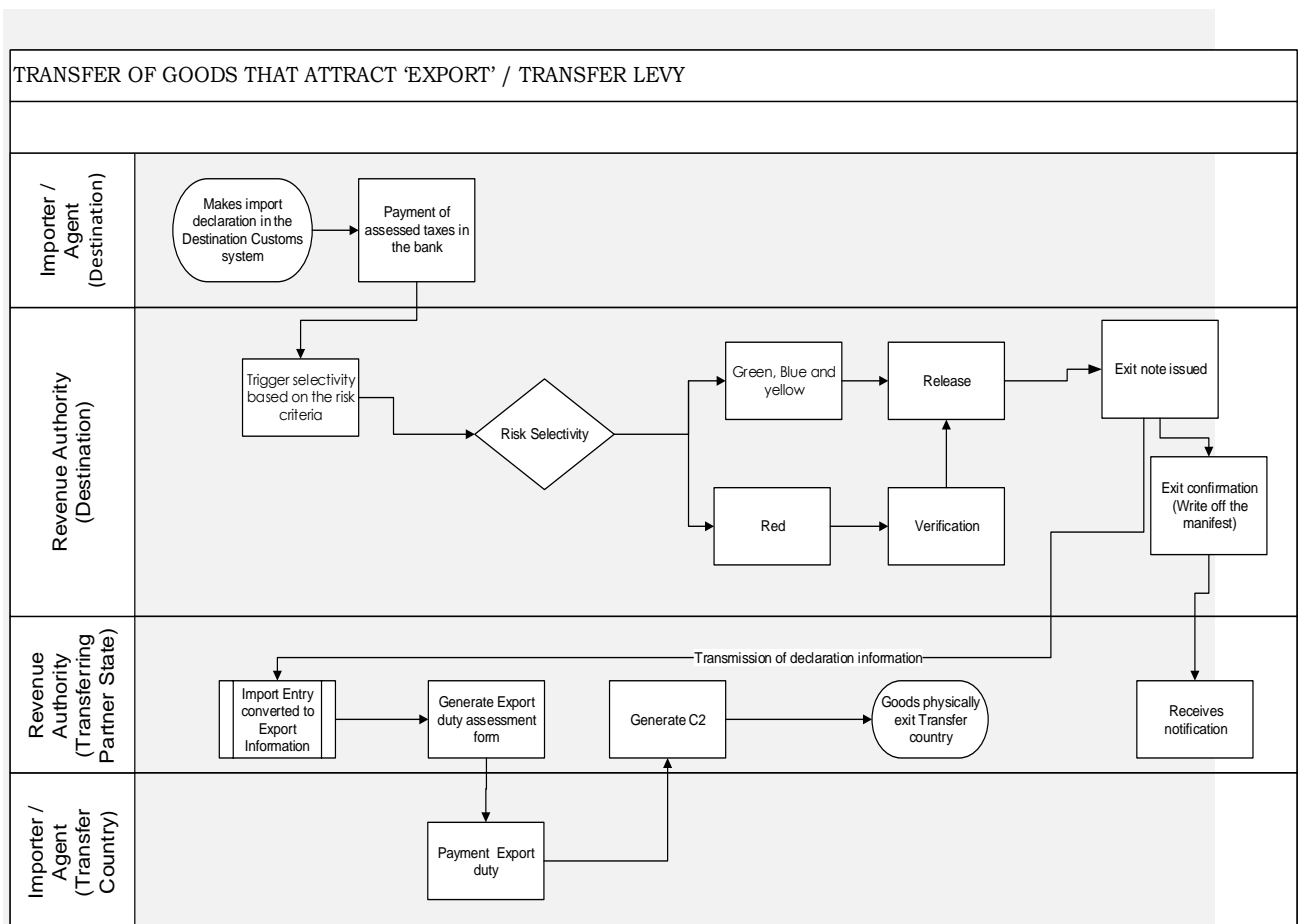 TRANSFER OF GOODS THAT ATTRACT ‘EXPORT’ / TRANSFER LEVY
Importer /
Agent
(Destination)
Makes import
declaration in the
Destination Customs
system
Payment of
assessed taxes in
the bank
Revenue Authority
(Destination)
Trigger selectivity
based on the risk
criteria
Risk Selectivity
Green, Blue and
yellow
Release
Exit note issued
Red
Verification
Exit confirmation
(Write off the
manifest)
Revenue
Authority
(Transferring
Partner State)
Transmission of declaration information
Import Entry
converted to
Export
Information
Generate Export
duty assessment
form
Generate C2
Goods physically
exit Transfer
country
Receives
notification
Importer /
Agent
(Transfer
Country)
Payment Export
duty